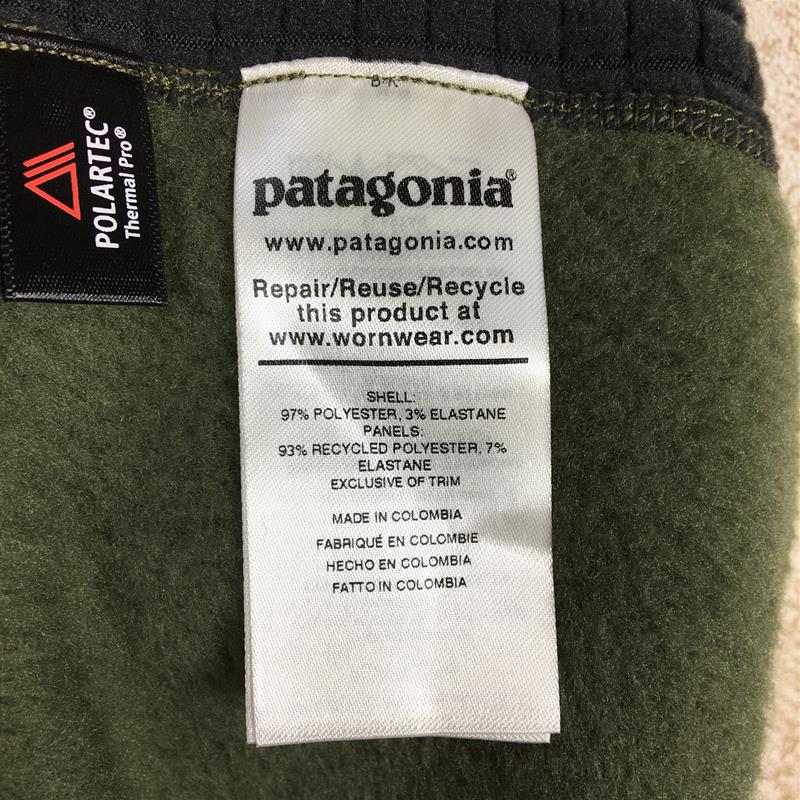 POLARTEC®
Thermal Pro®
patagonia®
www.patagonia.com
Repair/Reuse/Recycle
this product at
www.wornwear.com
SHELL:
97% POLYESTER, 3% ELASTANE
PANELS:
93% RECYCLED POLYESTER, 7%
ELASTANE
EXCLUSIVE OF TRIM
MADE IN COLOMBIA
FABRIQUÉ EN COLOMBIE
HECHO EN COLOMBIA
FATTO IN COLOMBIA